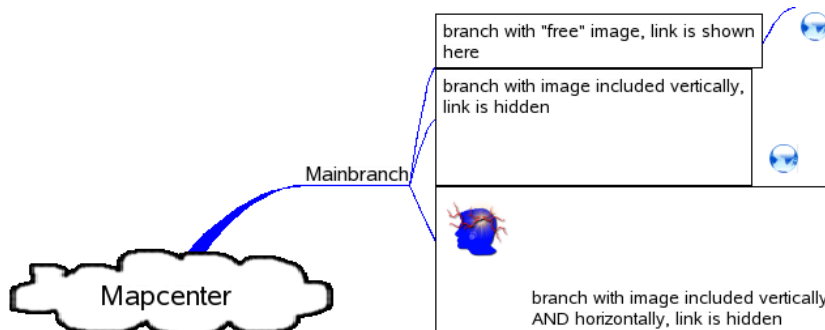 branch with "free" image, link is shown
here
branch with image included vertically,
link is hidden
Mainbranch
Mapcenter
branch with image included vertically
AND horizontally, link is hidden